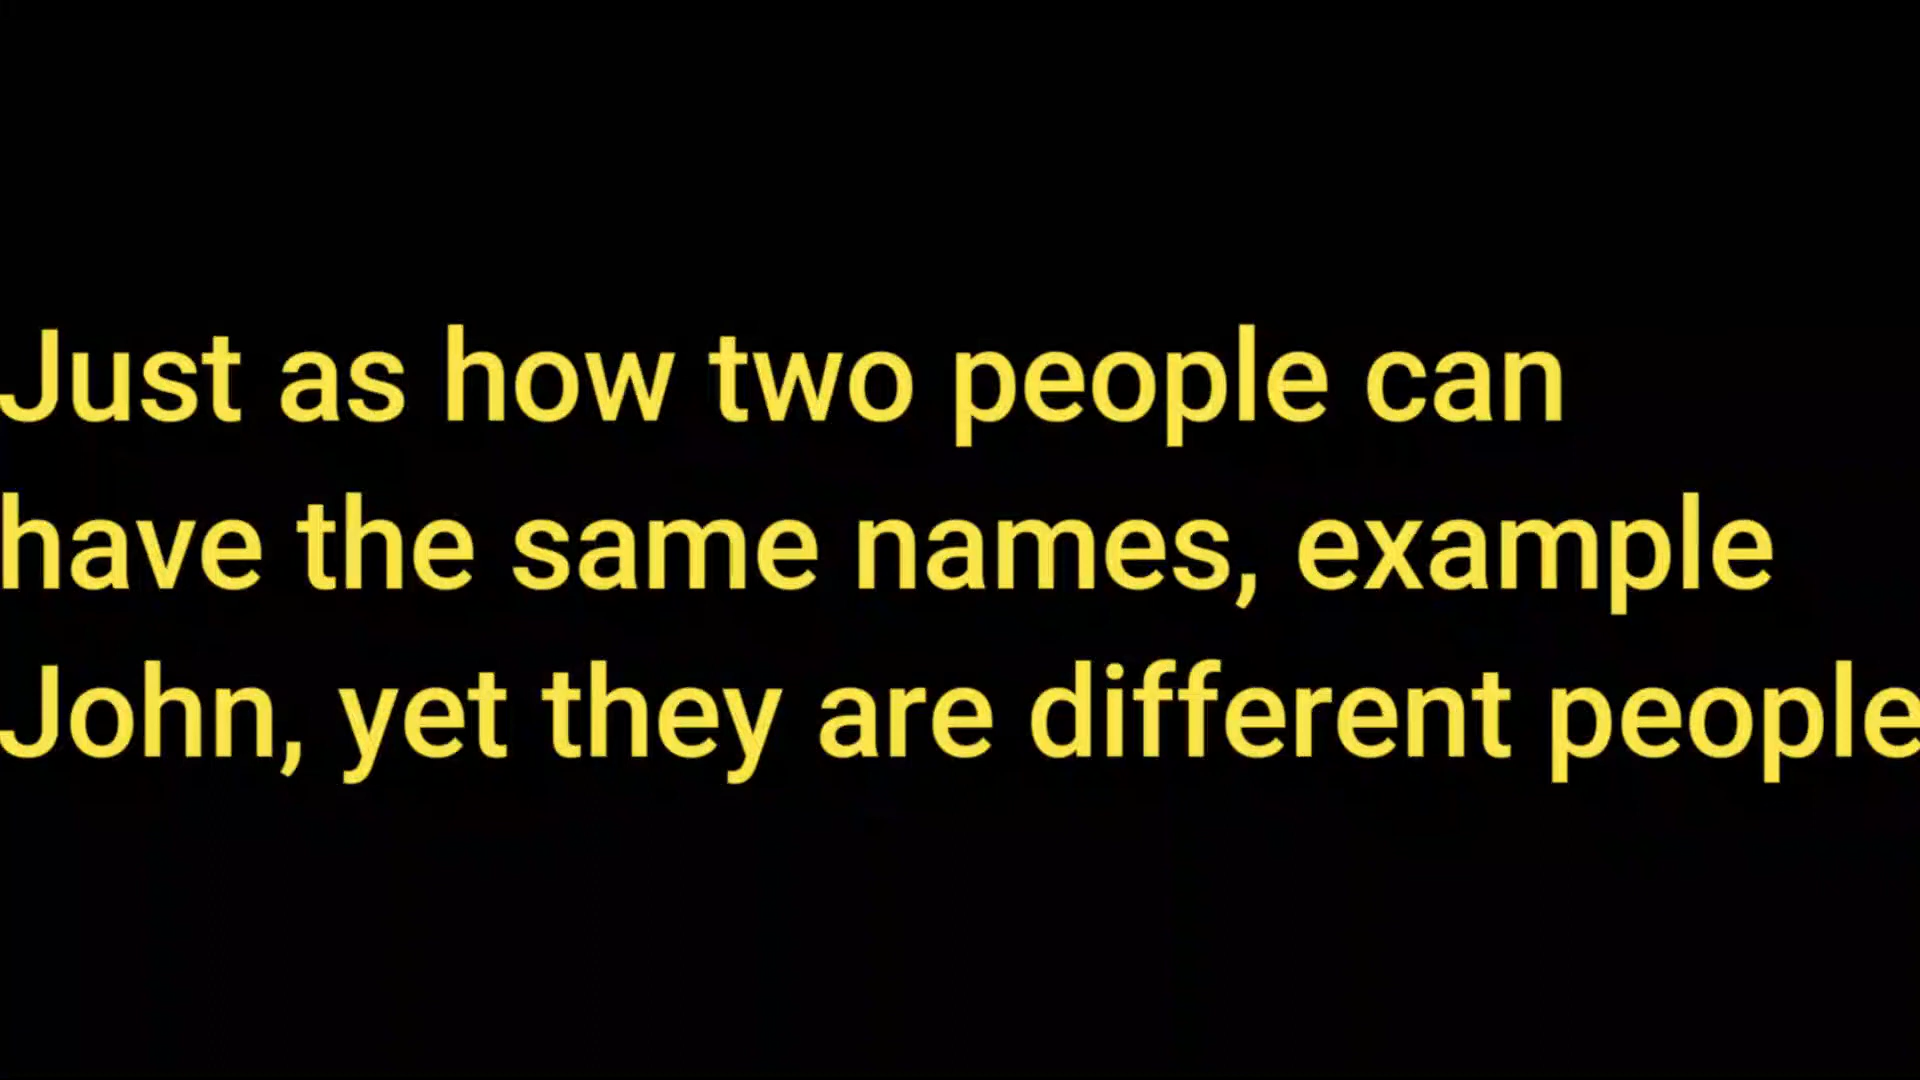 Just as how two people can
have the same names, example
John, yet they are different people